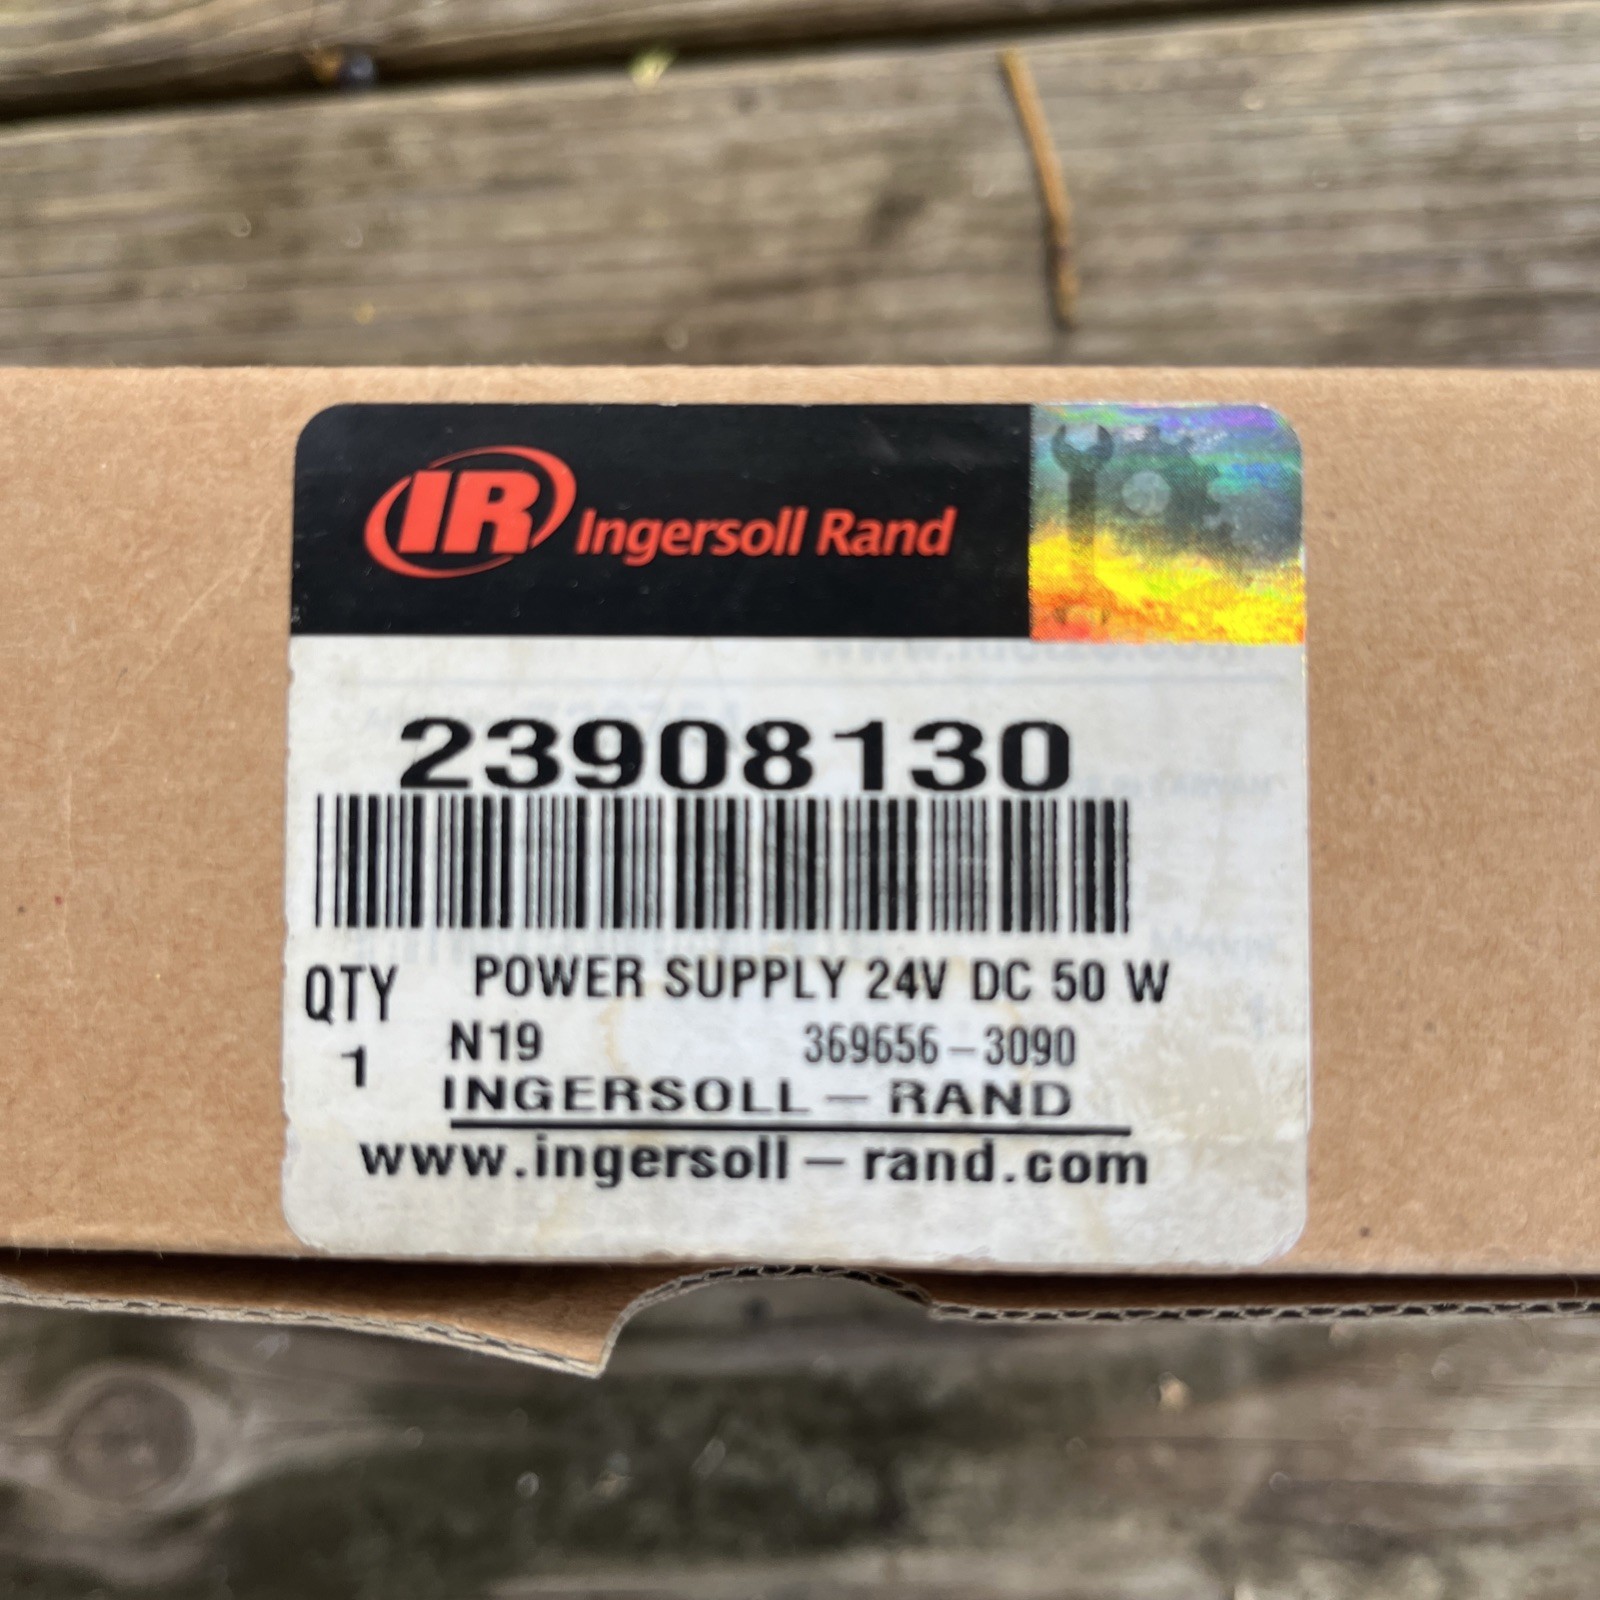 IR Ingersoll Rand
23908130
QTY POWER SUPPLY 24V DC 50 W
1 N19 369656-3090
INGERSOLL-RAND
www.ingersoll-rand.com